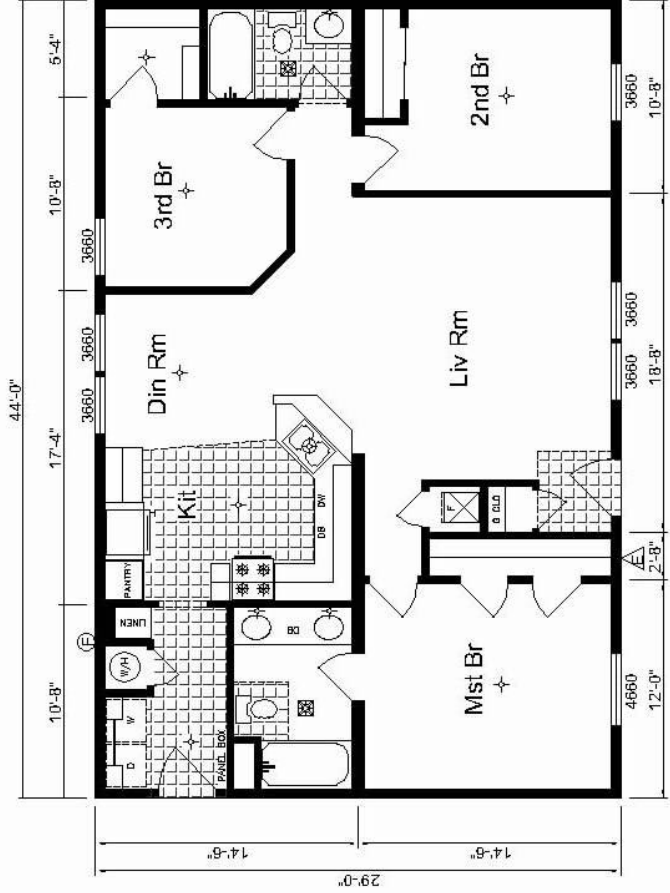 44'-0"
5'-4"
10'-8"
17'-4"
10'-8"
3660
3660
3660
3rd Br
2nd Br
Din Rm
Liv Rm
Kit
Mst Br
PANTRY
LINEN
W/H
W
D
PANEL BOX
DB
DW
DB
F
G CLO
E
F
3660
3660
3660
4660
10'-8"
18'-8"
2'-8"
12'-0"
14'-6"
14'-6"
29'-0"